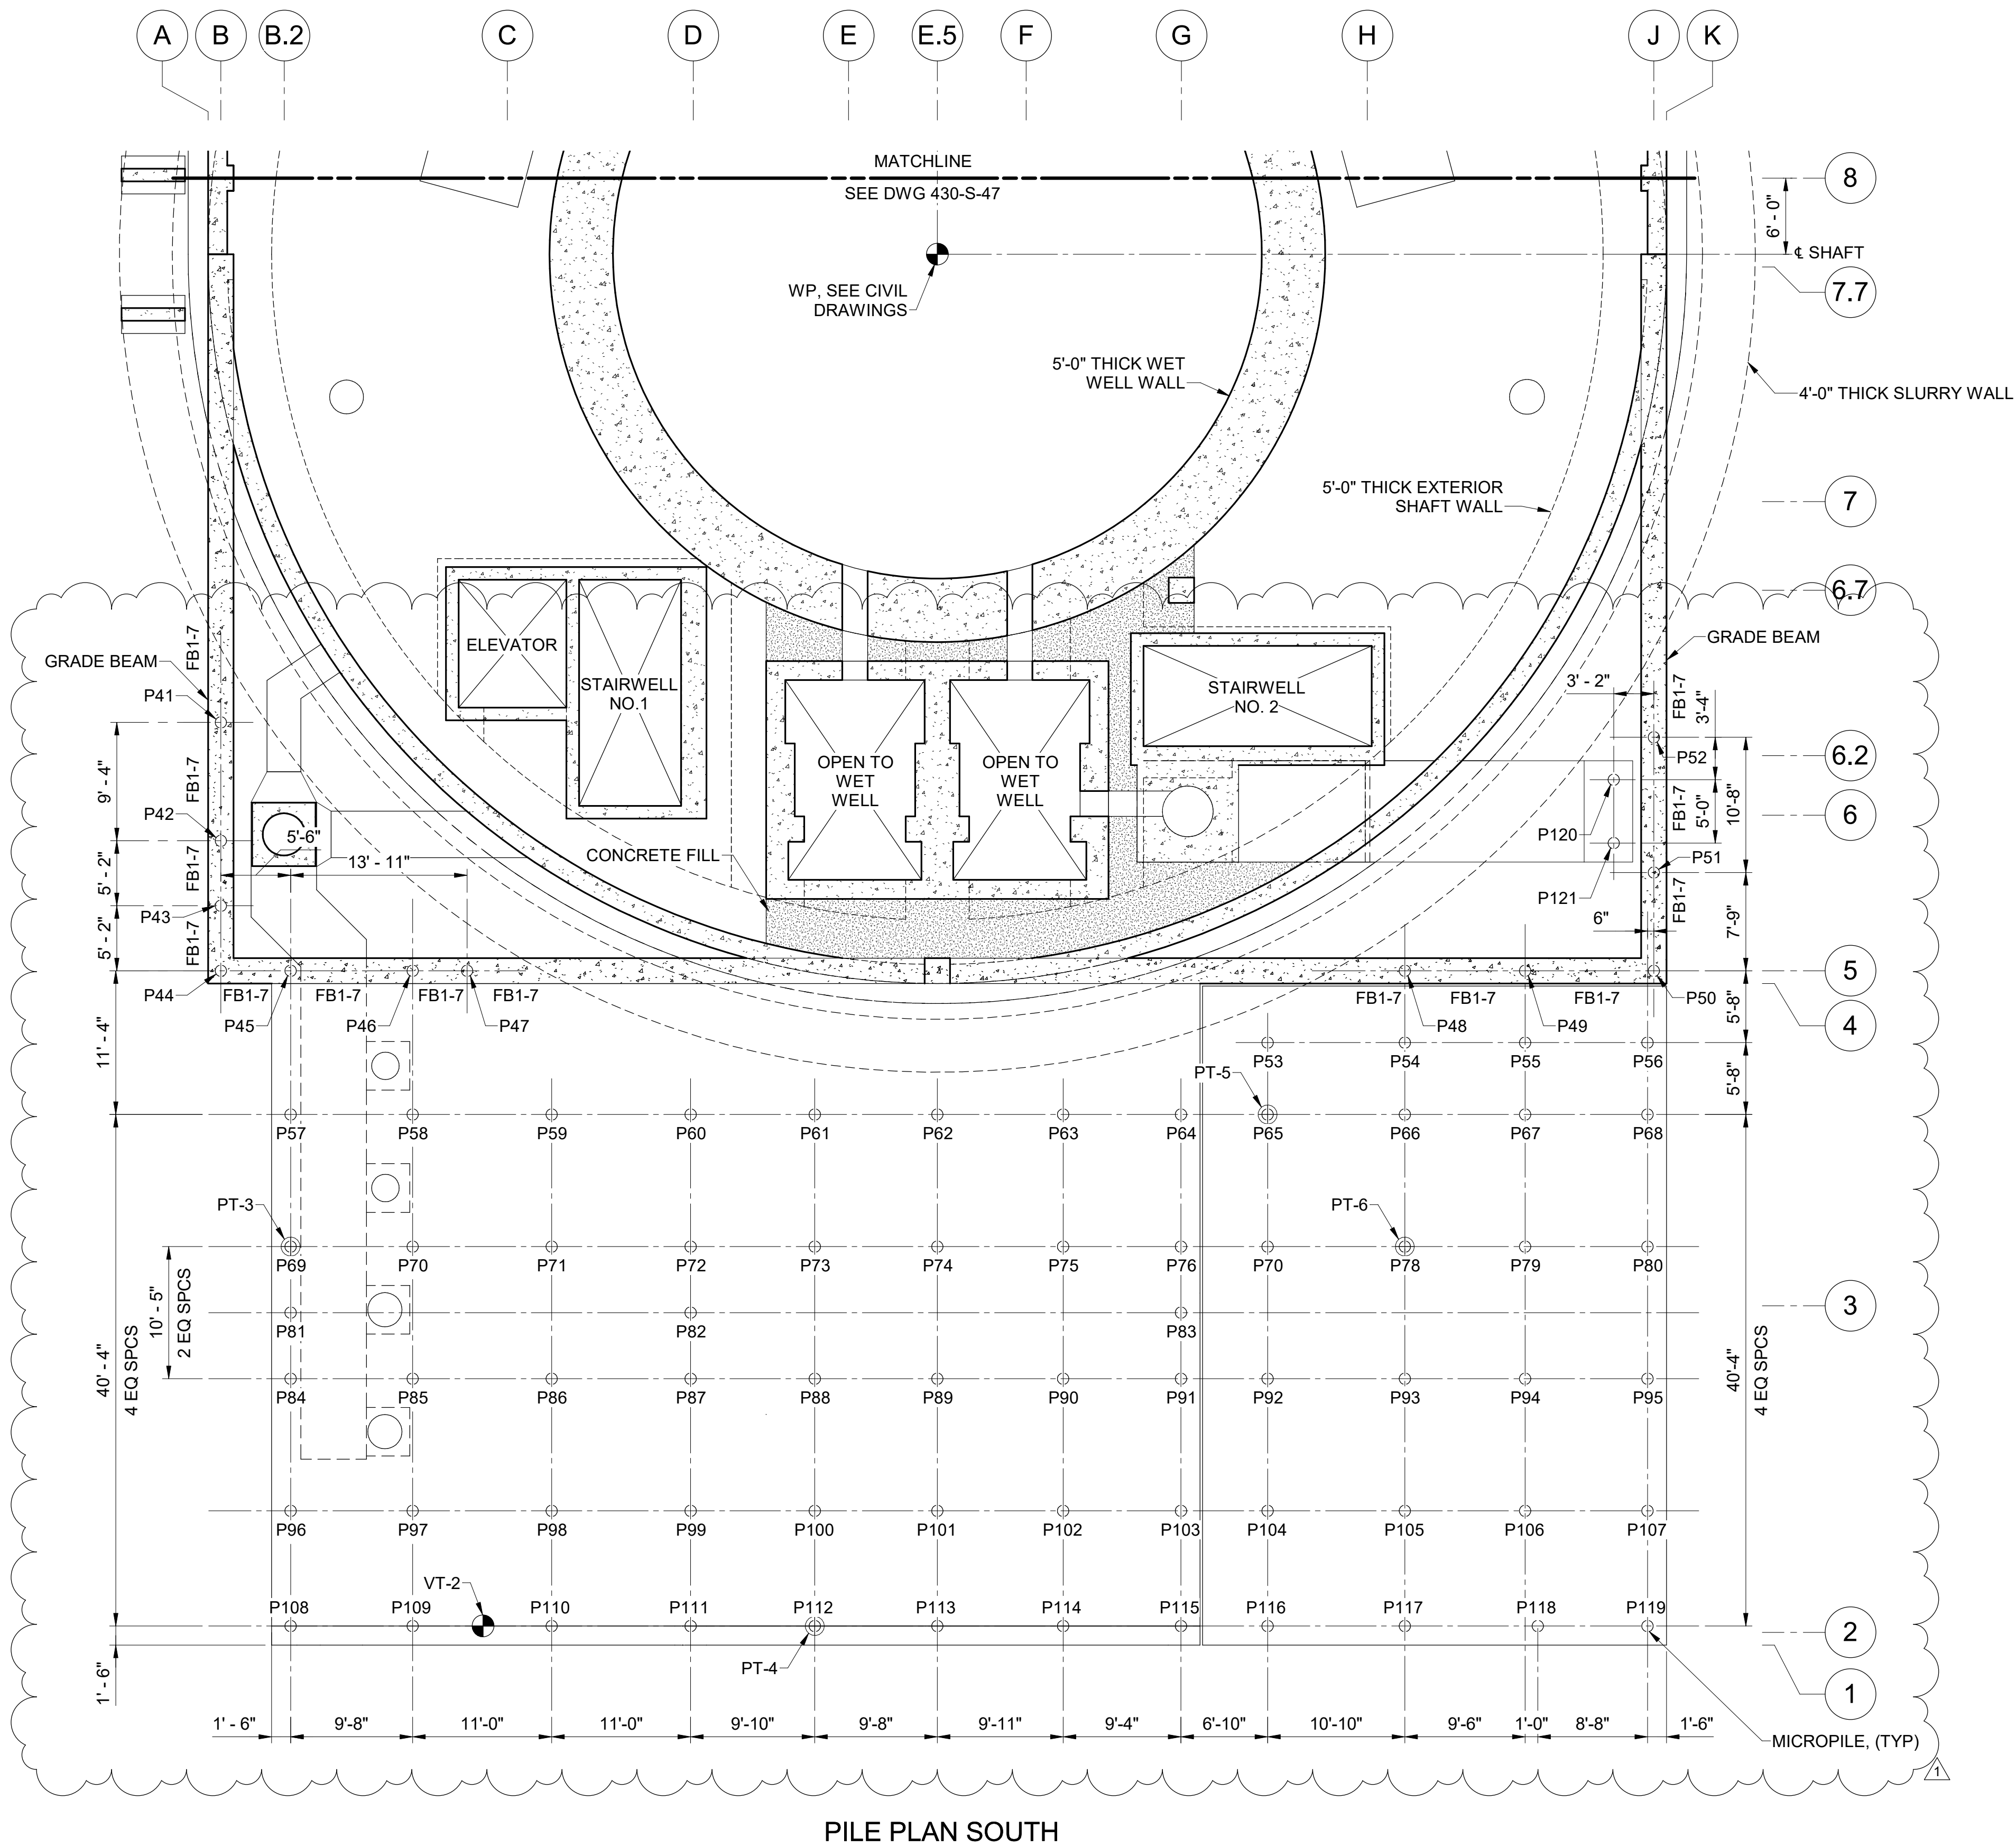 A B B.2 C D E E.5 F G H J K
MATCHLINE
SEE DWG 430-S-47
8
6' - 0"
℄ SHAFT
7.7
WP, SEE CIVIL
DRAWINGS
5'-0" THICK WET
WELL WALL
4'-0" THICK SLURRY WALL
5'-0" THICK EXTERIOR
SHAFT WALL
7
6.7
FB1-7
GRADE BEAM
P41
ELEVATOR
STAIRWELL
NO.1
STAIRWELL
NO. 2
GRADE BEAM
3' - 2"
FB1-7
3'-4"
P52
6.2
9' - 4"
FB1-7
P42
5'-6"
13' - 11"
OPEN TO
WET
WELL
OPEN TO
WET
WELL
P120
FB1-7
5'-0"
10'-8"
6
5' - 2"
FB1-7
CONCRETE FILL
P51
P121
P43
6"
FB1-7
7'-9"
5' - 2"
FB1-7
5
P44
FB1-7 FB1-7 FB1-7 FB1-7
P45 P46 P47
FB1-7 FB1-7 FB1-7
P48 P49 P50
5'-8"
4
11' - 4"
P53 P54 P55 P56
PT-5
5'-8"
P57 P58 P59 P60 P61 P62 P63 P64 P65 P66 P67 P68
PT-3
PT-6
P69 P70 P71 P72 P73 P74 P75 P76 P70 P78 P79 P80
10' - 5"
2 EQ SPCS
P81 P82 P83
3
40' - 4"
4 EQ SPCS
40'-4"
4 EQ SPCS
P84 P85 P86 P87 P88 P89 P90 P91 P92 P93 P94 P95
P96 P97 P98 P99 P100 P101 P102 P103 P104 P105 P106 P107
VT-2
P108 P109 P110 P111 P112 P113 P114 P115 P116 P117 P118 P119
2
PT-4
1' - 6"
1
1' - 6" 9'-8" 11'-0" 11'-0" 9'-10" 9'-8" 9'-11" 9'-4" 6'-10" 10'-10" 9'-6" 1'-0" 8'-8" 1'-6"
MICROPILE, (TYP)
1
PILE PLAN SOUTH